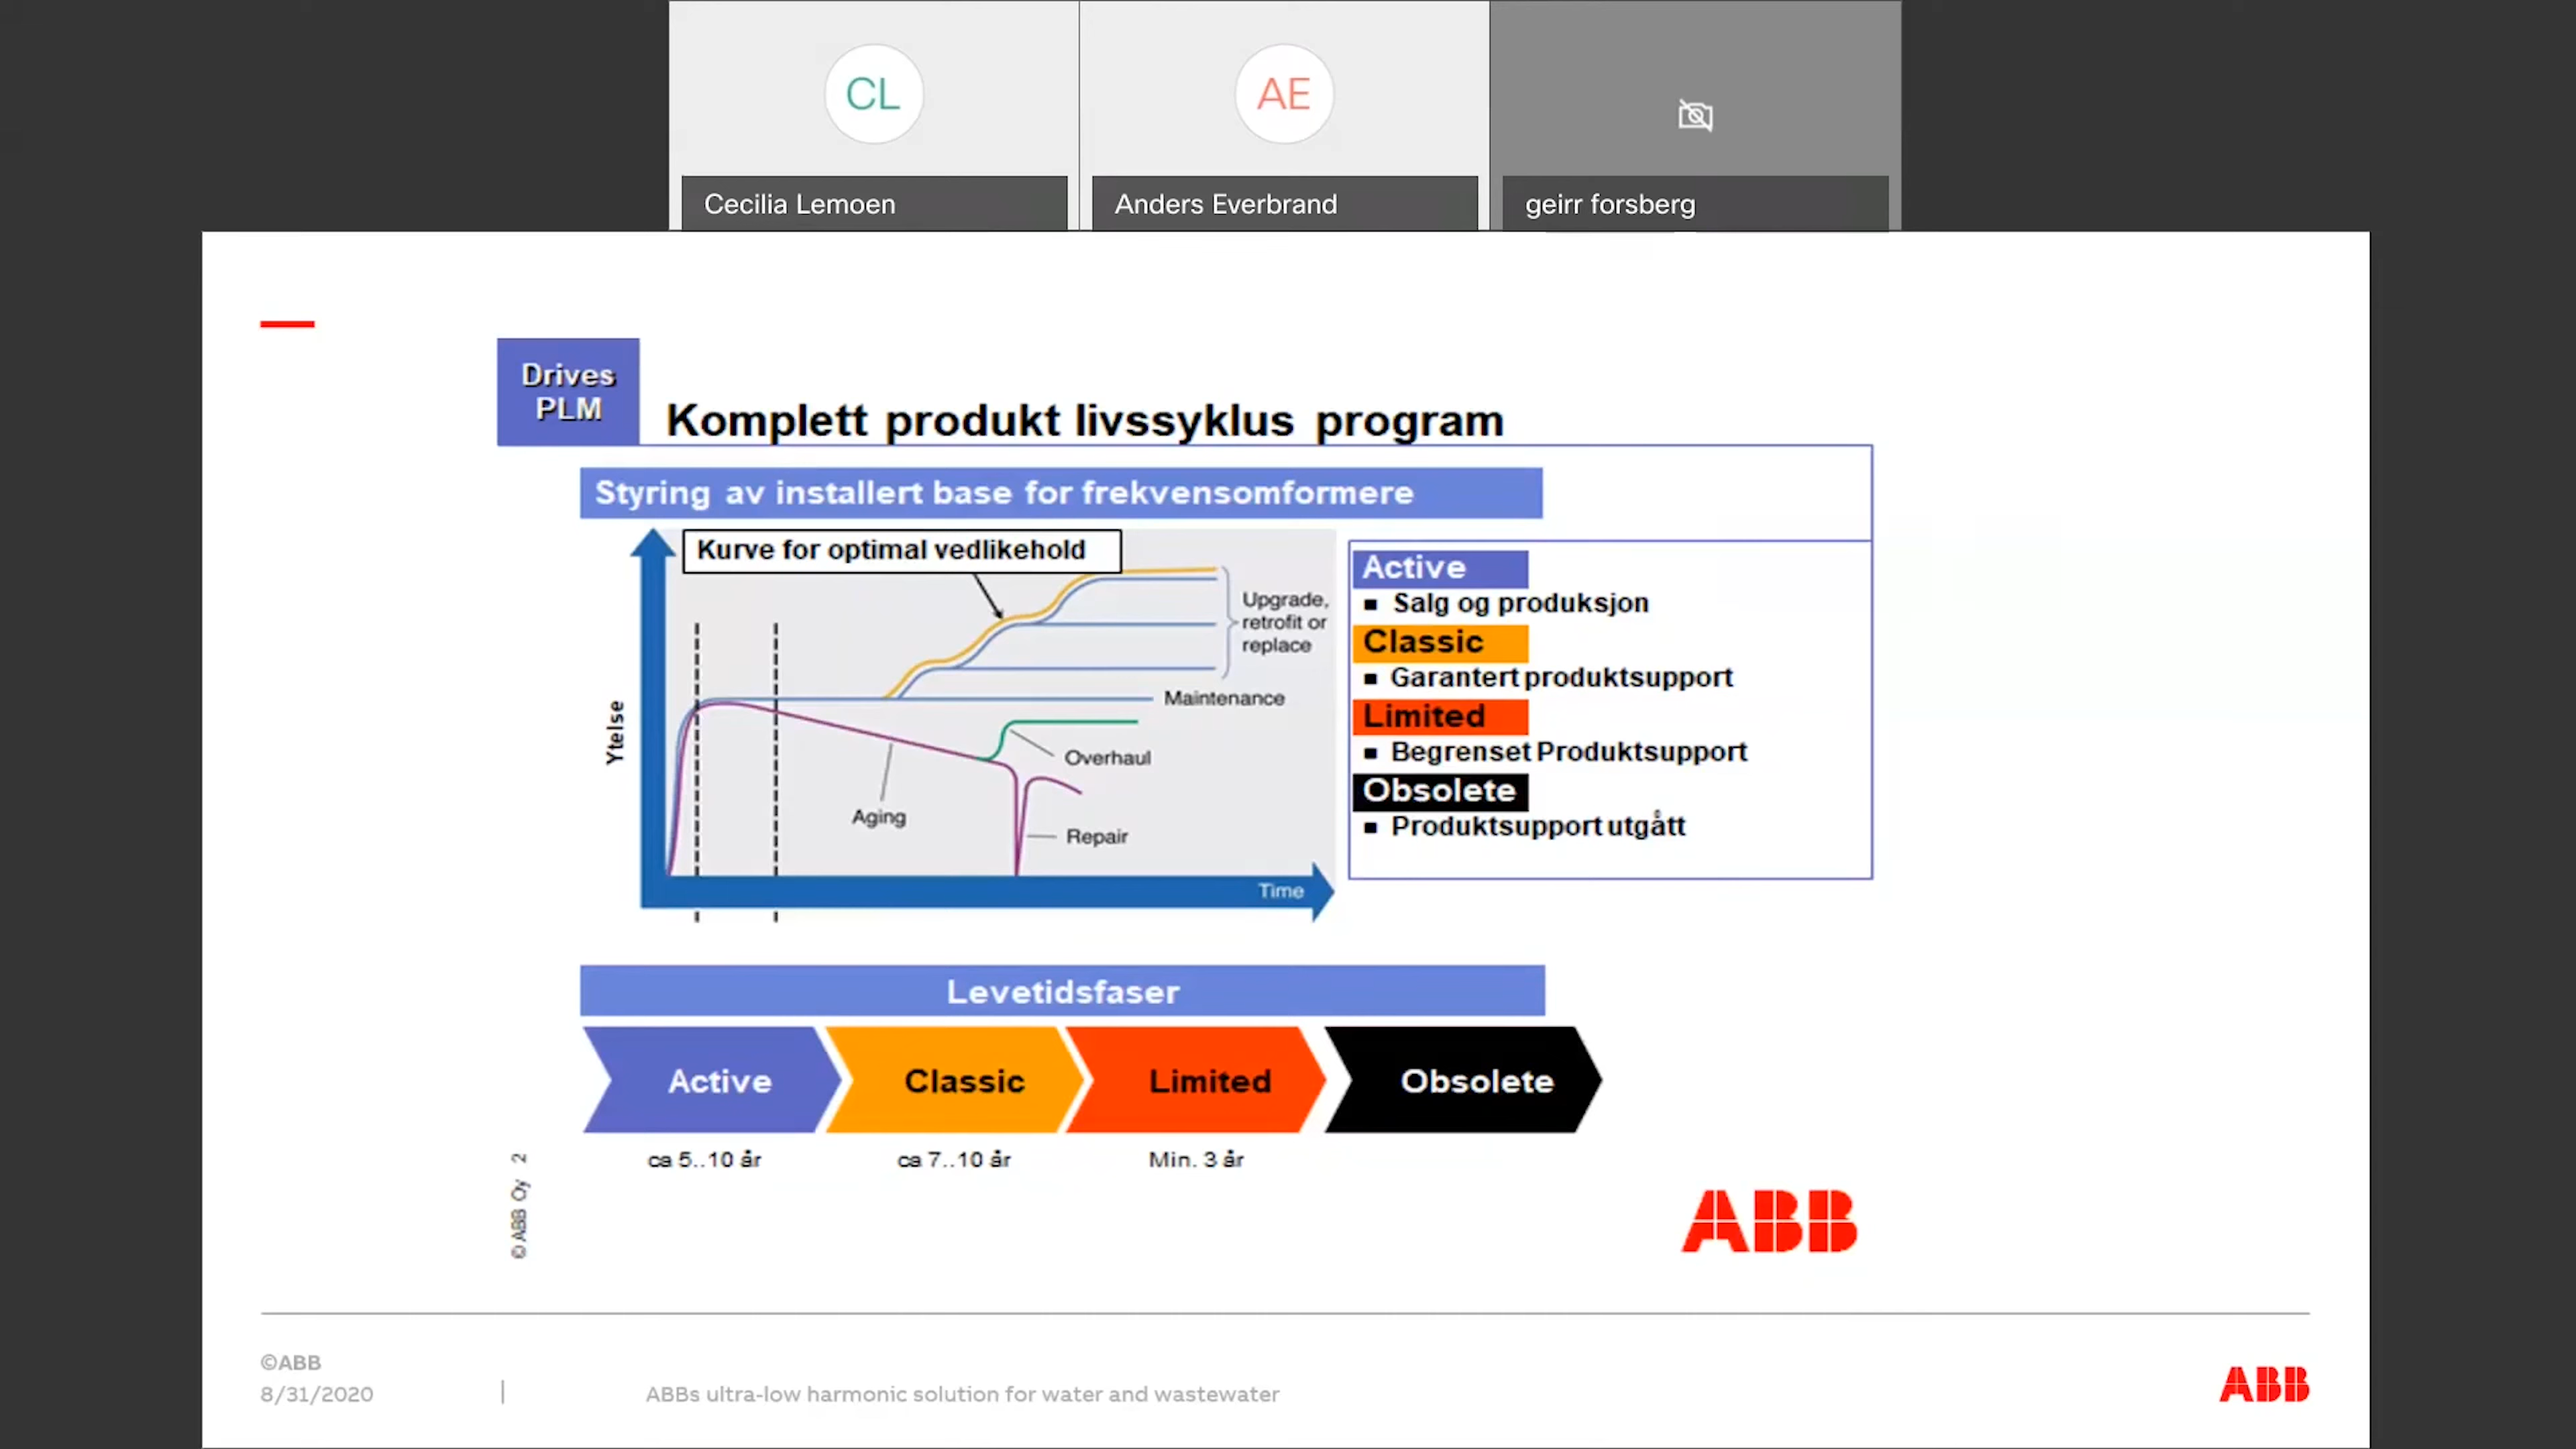 CL
AE
Cecilia Lemoen
Anders Everbrand
geirr forsberg
Drives
PLM
Komplett produkt livssyklus program
Styring av installert base for frekvensomformere
Kurve for optimal vedlikehold
Upgrade,
retrofit or
replace
Maintenance
Overhaul
Aging
Repair
Ytelse
Time
Active
▪ Salg og produksjon
Classic
▪ Garantert produktsupport
Limited
▪ Begrenset Produktsupport
Obsolete
▪ Produktsupport utgått
Levetidsfaser
Active
Classic
Limited
Obsolete
ca 5..10 år
ca 7..10 år
Min. 3 år
© ABB Oy 2
ABB
©ABB
8/31/2020
|
ABBs ultra-low harmonic solution for water and wastewater
ABB